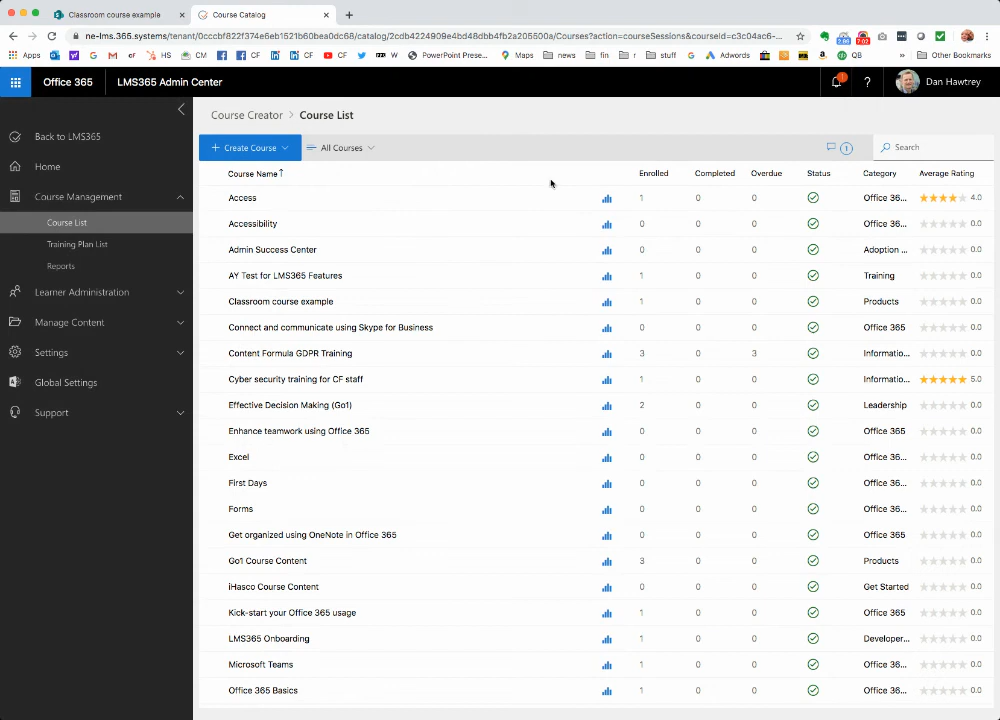 Classroom course example
Course Catalog
ne-lms.365.systems/tenant/0cccbf822f374e6eb1521b60bea0dc68/catalog/2cdb4224909e4bd48dbb4fb2a205600a/Courses?action=courseSessions&courseId=c3c04ac6-...
Apps CF HS CM CF CF CF W PowerPoint Prese... Maps news fin r stuff Adwords QB Other Bookmarks
Office 365 LMS365 Admin Center Dan Hawtrey
Back to LMS365
Home
Course Management
Course List
Training Plan List
Reports
Learner Administration
Manage Content
Settings
Global Settings
Support
Course Creator > Course List
+ Create Course All Courses 1 Search
Course Name↑ Enrolled Completed Overdue Status Category Average Rating
Access 1 0 0 Office 36... 4.0
Accessibility 0 0 0 Office 36... 0.0
Admin Success Center 0 0 0 Adoption ... 0.0
AY Test for LMS365 Features 1 0 0 Training 0.0
Classroom course example 1 0 0 Products 0.0
Connect and communicate using Skype for Business 0 0 0 Office 365 0.0
Content Formula GDPR Training 3 0 3 Informatio... 0.0
Cyber security training for CF staff 1 0 0 Informatio... 5.0
Effective Decision Making (Go1) 2 0 0 Leadership 0.0
Enhance teamwork using Office 365 0 0 0 Office 365 0.0
Excel 0 0 0 Office 36... 0.0
First Days 0 0 0 Office 36... 0.0
Forms 0 0 0 Office 36... 0.0
Get organized using OneNote in Office 365 0 0 0 Office 365 0.0
Go1 Course Content 3 0 0 Products 0.0
iHasco Course Content 0 0 0 Get Started 0.0
Kick-start your Office 365 usage 1 0 0 Office 365 0.0
LMS365 Onboarding 1 0 0 Developer... 0.0
Microsoft Teams 1 0 0 Office 36... 0.0
Office 365 Basics 1 0 0 Office 36... 0.0